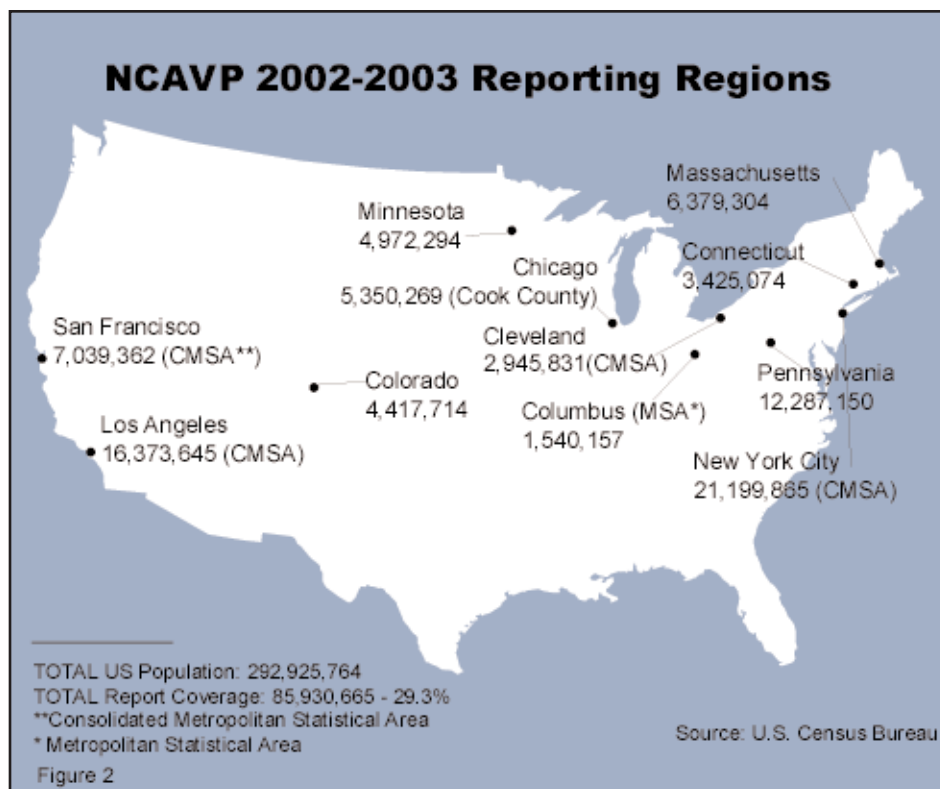 NCAVP 2002-2003 Reporting Regions
Massachusetts
6,379,304
Minnesota
4,972,294
Connecticut
3,425,074
Chicago
5,350,269 (Cook County)
San Francisco
7,039,362 (CMSA**)
Cleveland
2,945,831(CMSA)
Colorado
4,417,714
Pennsylvania
12,287,150
Columbus (MSA*)
1,540,157
Los Angeles
16,373,645 (CMSA)
New York City
21,199,865 (CMSA)
TOTAL US Population: 292,925,764
TOTAL Report Coverage: 85,930,665 - 29.3%
**Consolidated Metropolitan Statistical Area
* Metropolitan Statistical Area
Source: U.S. Census Bureau
Figure 2